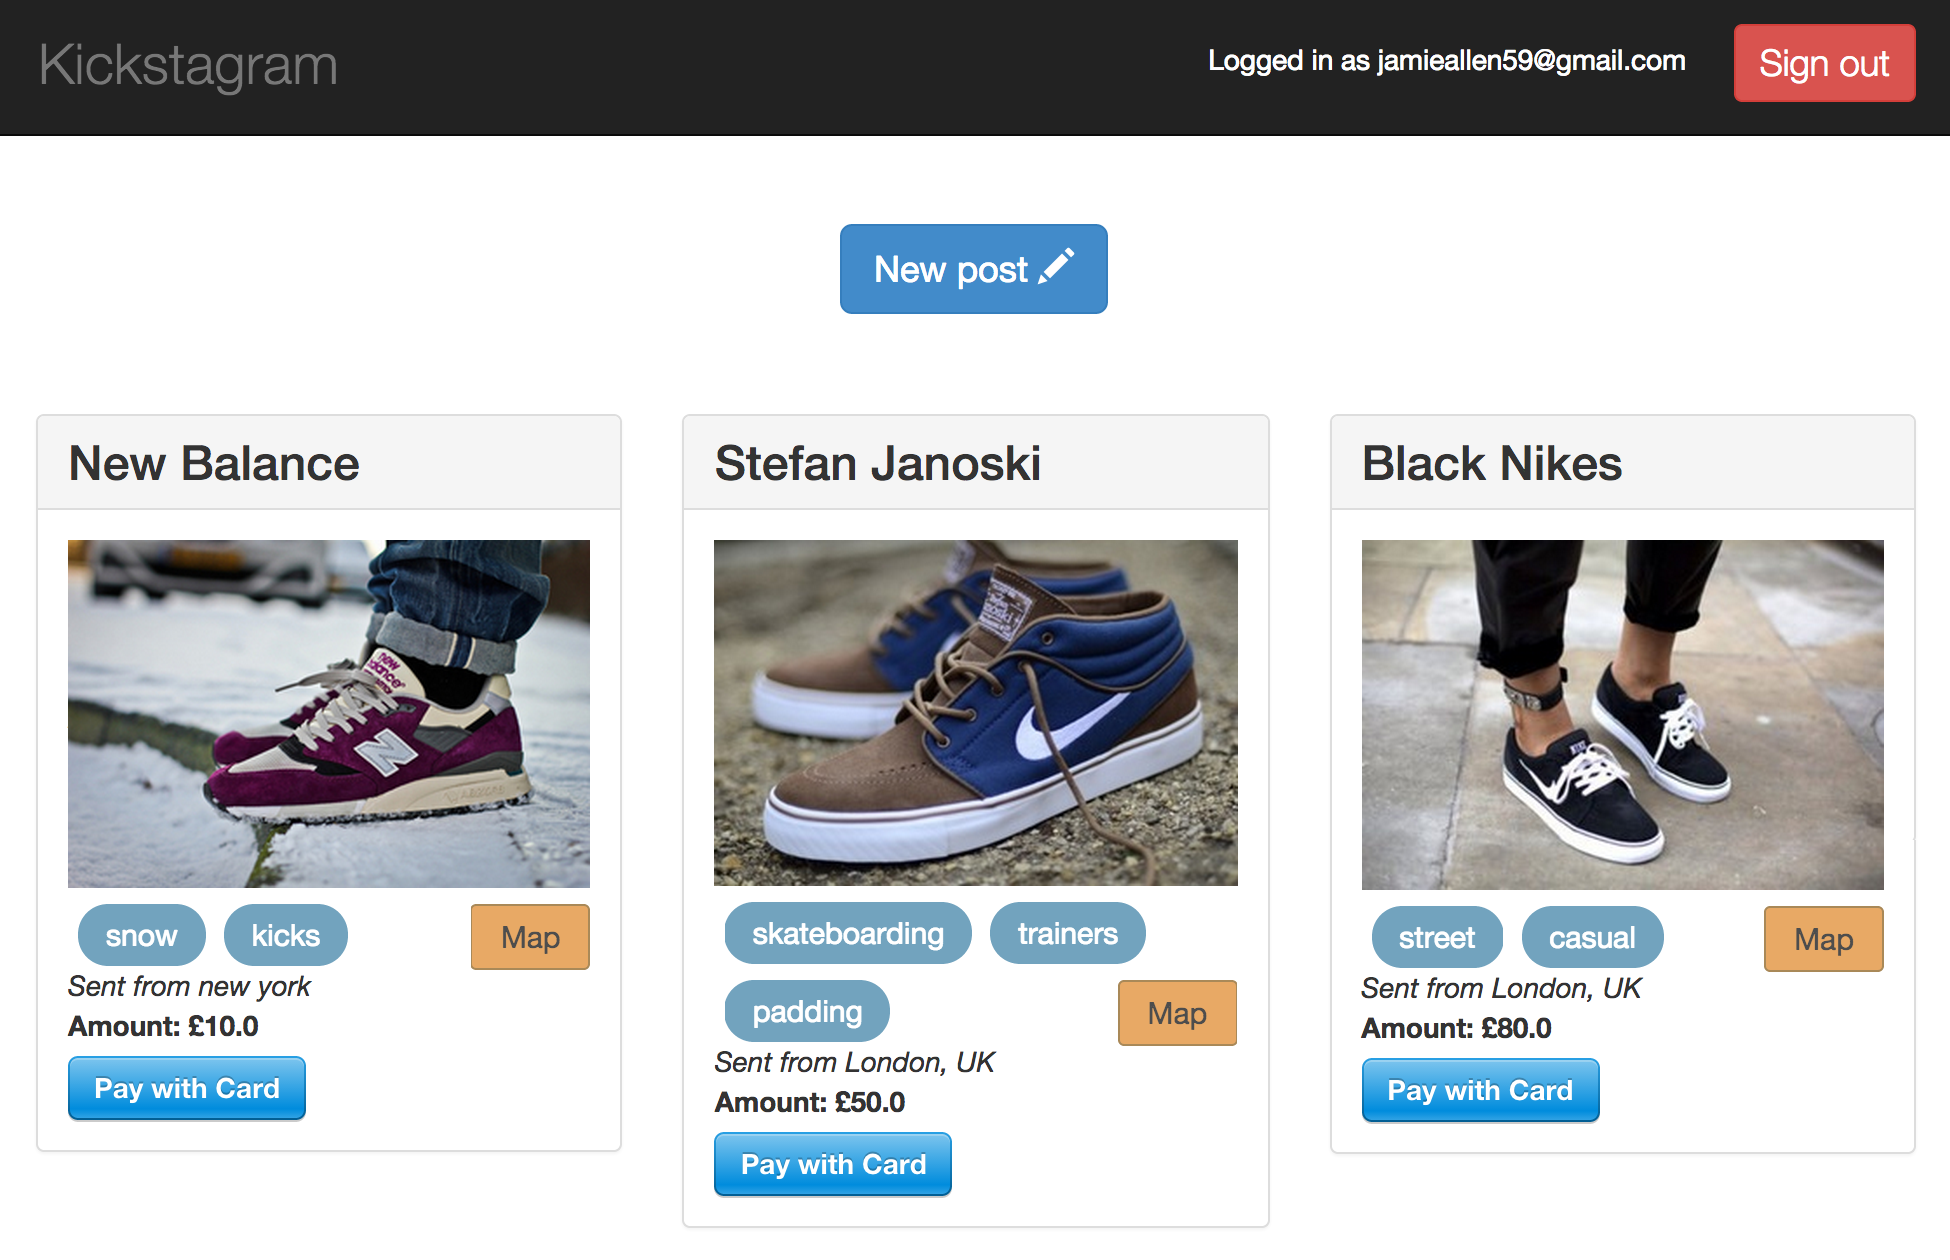 Kickstagram
Logged in as jamieallen59@gmail.com
Sign out
New post
New Balance
new
balance
N
snow kicks
Map
Sent from new york
Amount: £10.0
Pay with Card
Stefan Janoski
skateboarding trainers
padding
Map
Sent from London, UK
Amount: £50.0
Pay with Card
Black Nikes
street casual
Map
Sent from London, UK
Amount: £80.0
Pay with Card